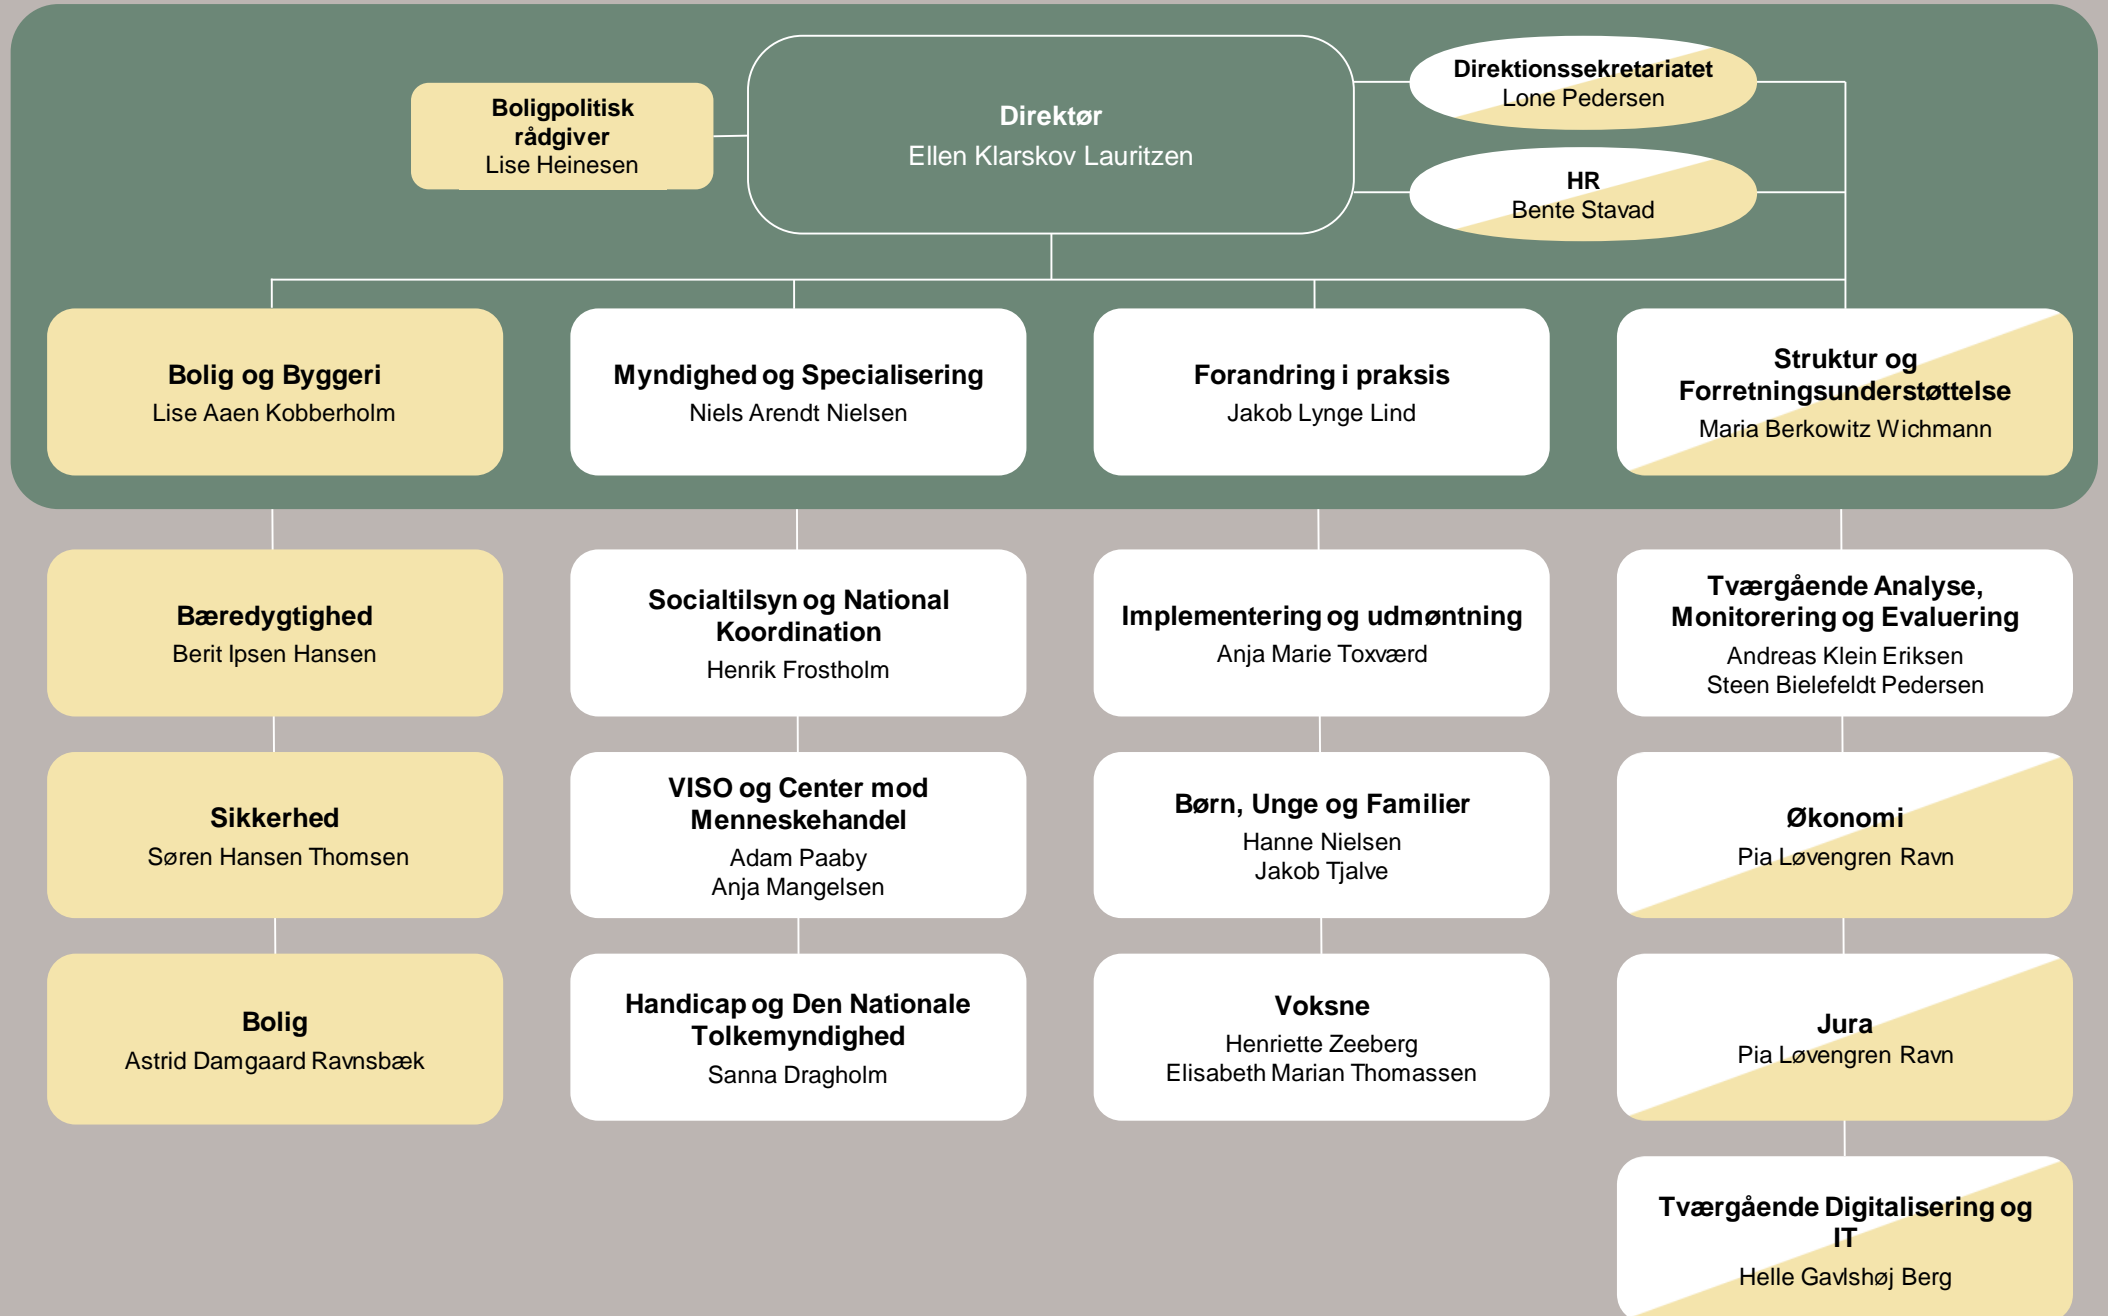 Boligpolitisk
rådgiver
Lise Heinesen
Direktør
Ellen Klarskov Lauritzen
Direktionssekretariatet
Lone Pedersen
HR
Bente Stavad
Bolig og Byggeri
Lise Aaen Kobberholm
Myndighed og Specialisering
Niels Arendt Nielsen
Forandring i praksis
Jakob Lynge Lind
Struktur og
Forretningsunderstøttelse
Maria Berkowitz Wichmann
Bæredygtighed
Berit Ipsen Hansen
Socialtilsyn og National
Koordination
Henrik Frostholm
Implementering og udmøntning
Anja Marie Toxværd
Tværgående Analyse,
Monitorering og Evaluering
Andreas Klein Eriksen
Steen Bielefeldt Pedersen
Sikkerhed
Søren Hansen Thomsen
VISO og Center mod
Menneskehandel
Adam Paaby
Anja Mangelsen
Børn, Unge og Familier
Hanne Nielsen
Jakob Tjalve
Økonomi
Pia Løvengren Ravn
Bolig
Astrid Damgaard Ravnsbæk
Handicap og Den Nationale
Tolkemyndighed
Sanna Dragholm
Voksne
Henriette Zeeberg
Elisabeth Marian Thomassen
Jura
Pia Løvengren Ravn
Tværgående Digitalisering og
IT
Helle Gavlshøj Berg